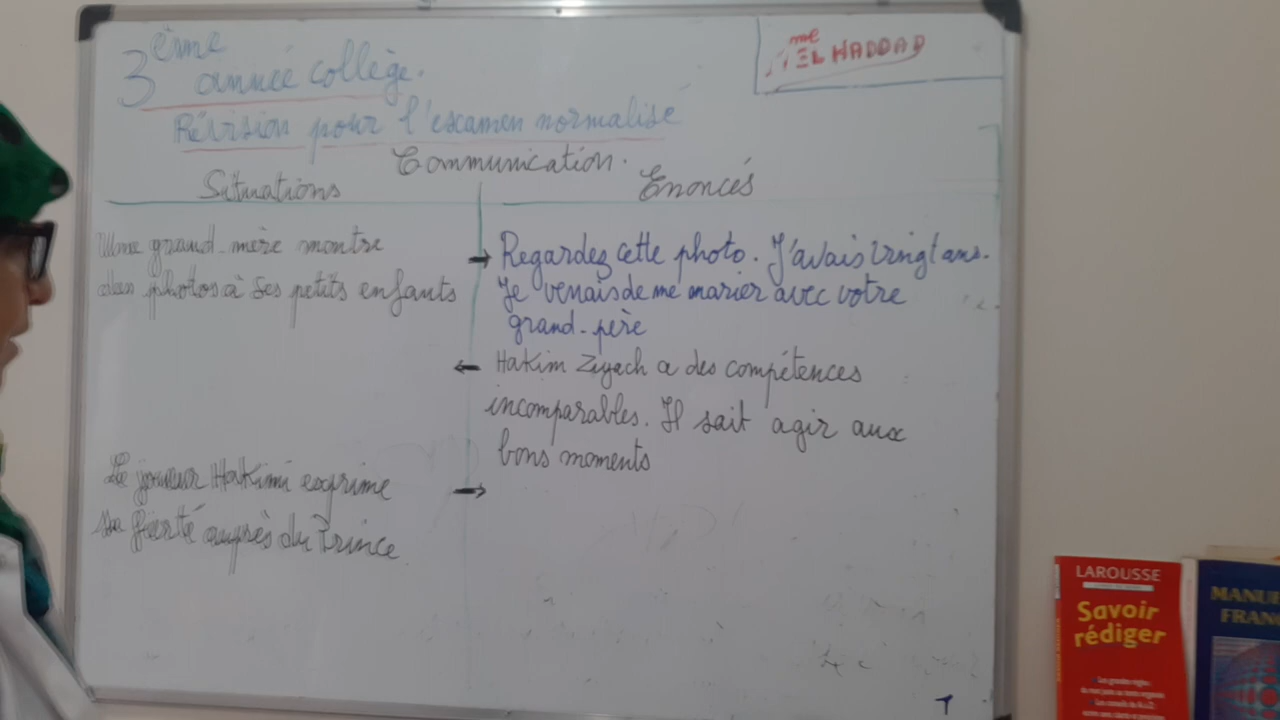 3ème année collège.
Mme EL HADDAD
Révision pour l'examen normalisé
Communication.
Situations
Enoncés
Une grand-mère montre
des photos à ses petits enfants
→ Regardez cette photo. J'avais vingt ans.
Je venais de me marier avec votre
grand-père
← Hakim Ziyech a des compétences
incomparables. Il sait agir aux
bons moments
Le joueur Hakimi exprime
sa fierté auprès du Prince
→
1
LAROUSSE
Savoir
rédiger